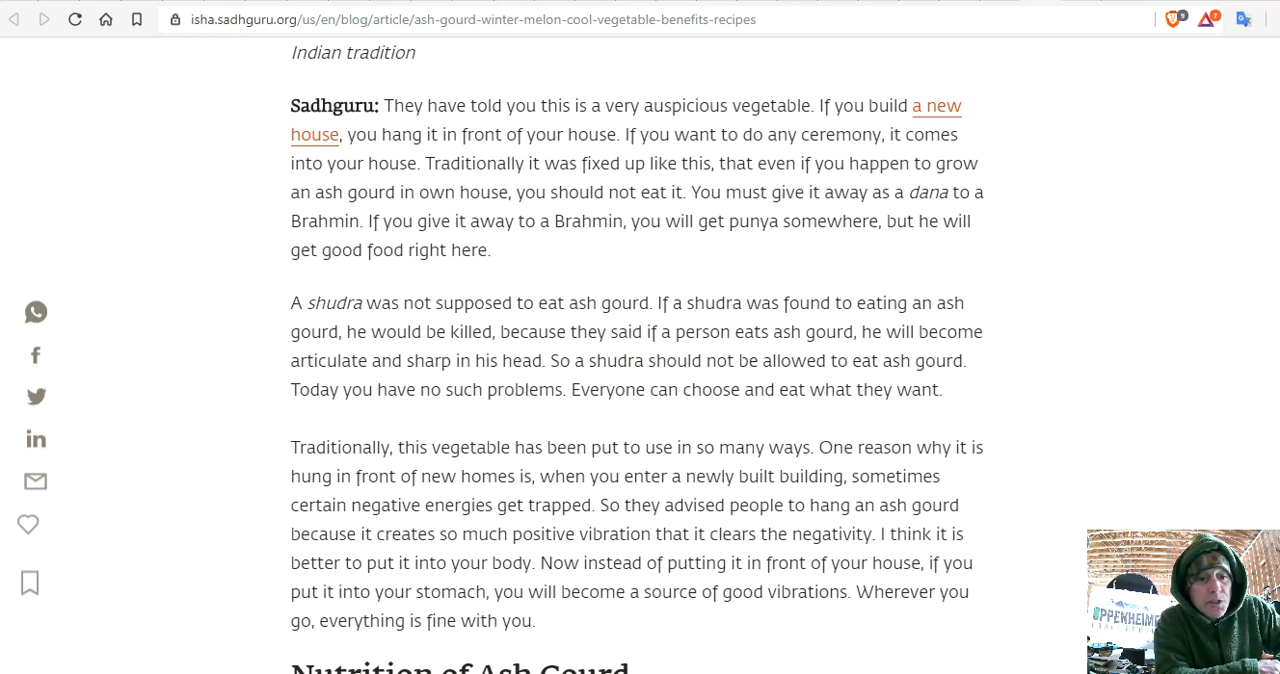 isha.sadhguru.org/us/en/blog/article/ash-gourd-winter-melon-cool-vegetable-benefits-recipes
9
7
Indian tradition
Sadhguru: They have told you this is a very auspicious vegetable. If you build a new
house, you hang it in front of your house. If you want to do any ceremony, it comes
into your house. Traditionally it was fixed up like this, that even if you happen to grow
an ash gourd in own house, you should not eat it. You must give it away as a dana to a
Brahmin. If you give it away to a Brahmin, you will get punya somewhere, but he will
get good food right here.
A shudra was not supposed to eat ash gourd. If a shudra was found to eating an ash
gourd, he would be killed, because they said if a person eats ash gourd, he will become
articulate and sharp in his head. So a shudra should not be allowed to eat ash gourd.
Today you have no such problems. Everyone can choose and eat what they want.
Traditionally, this vegetable has been put to use in so many ways. One reason why it is
hung in front of new homes is, when you enter a newly built building, sometimes
certain negative energies get trapped. So they advised people to hang an ash gourd
because it creates so much positive vibration that it clears the negativity. I think it is
better to put it into your body. Now instead of putting it in front of your house, if you
put it into your stomach, you will become a source of good vibrations. Wherever you
go, everything is fine with you.
Nutrition of Ash Gourd